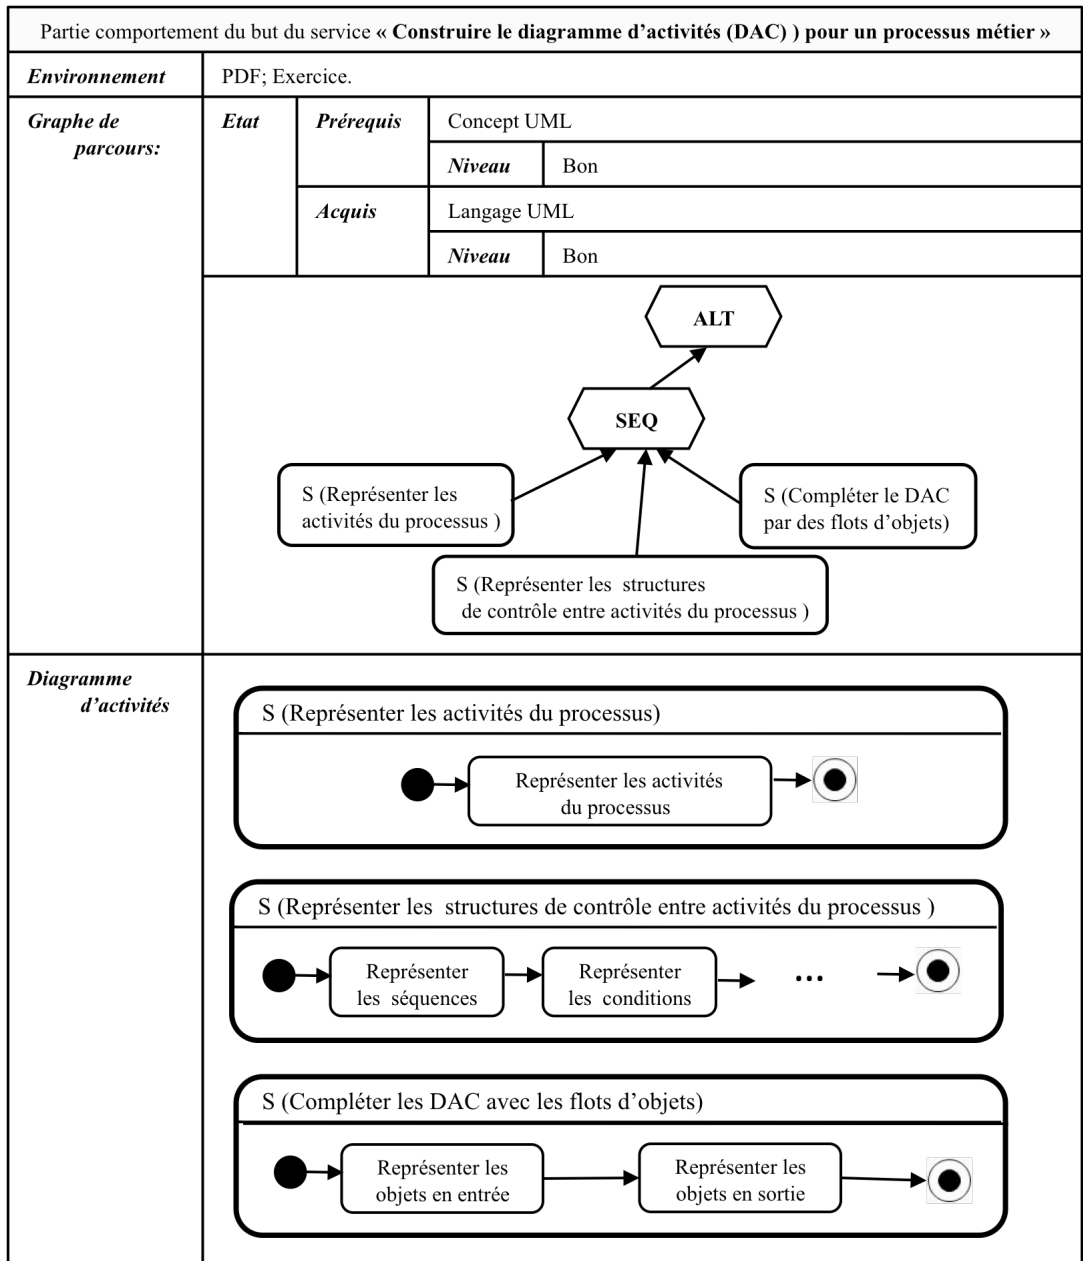 Partie comportement du but du service « Construire le diagramme d’activités (DAC) ) pour un processus métier »
Environnement
PDF; Exercice.
Graphe de
parcours:
Etat
Prérequis
Concept UML
Niveau
Bon
Acquis
Langage UML
Niveau
Bon
ALT
SEQ
S (Représenter les
activités du processus )
S (Compléter le DAC
par des flots d’objets)
S (Représenter les structures
de contrôle entre activités du processus )
Diagramme
d’activités
S (Représenter les activités du processus)
Représenter les activités
du processus
S (Représenter les structures de contrôle entre activités du processus )
Représenter
les séquences
Représenter
les conditions
...
S (Compléter les DAC avec les flots d’objets)
Représenter les
objets en entrée
Représenter les
objets en sortie